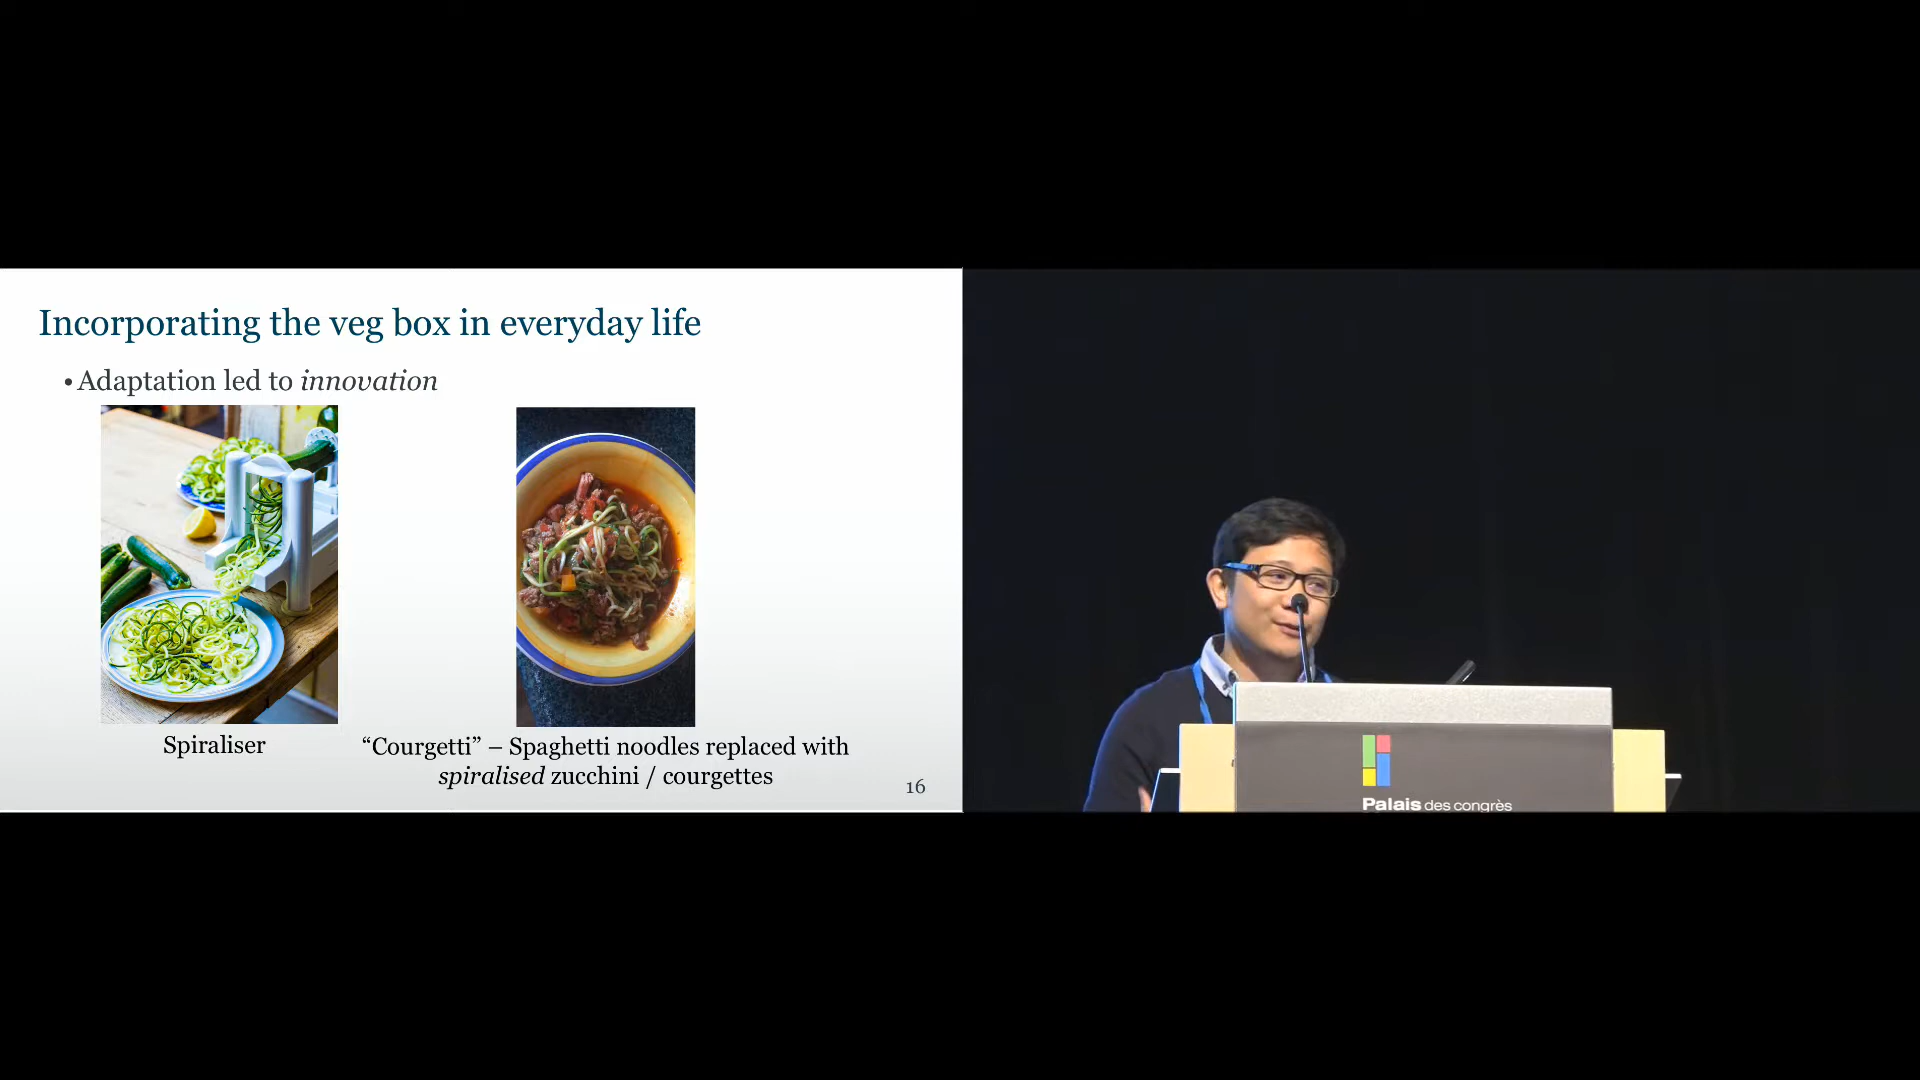 Incorporating the veg box in everyday life
• Adaptation led to innovation
Spiraliser
“Courgetti” – Spaghetti noodles replaced with
spiralised zucchini / courgettes
16
Palais des congrès